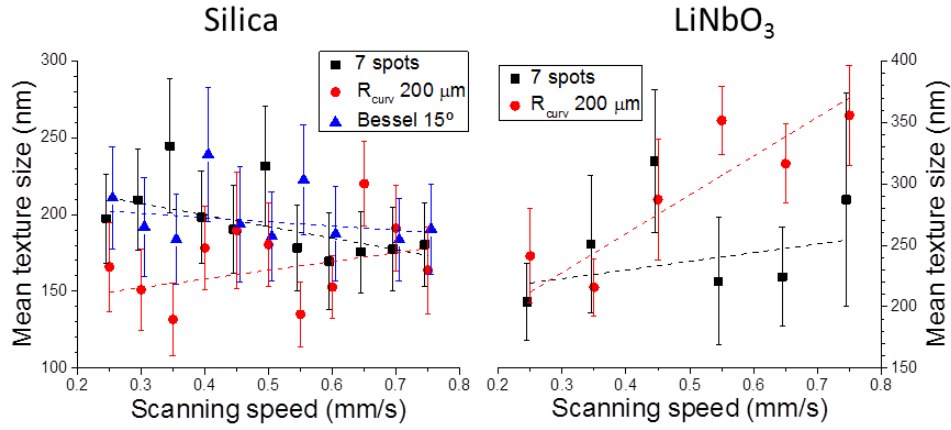 Silica
LiNbO₃
Mean texture size (nm)
300
250
200
150
100
7 spots
R_curv 200 μm
Bessel 15º
0.2 0.3 0.4 0.5 0.6 0.7 0.8
Scanning speed (mm/s)
7 spots
R_curv 200 μm
0.2 0.3 0.4 0.5 0.6 0.7 0.8
Scanning speed (mm/s)
400
350
300
250
200
150
Mean texture size (nm)